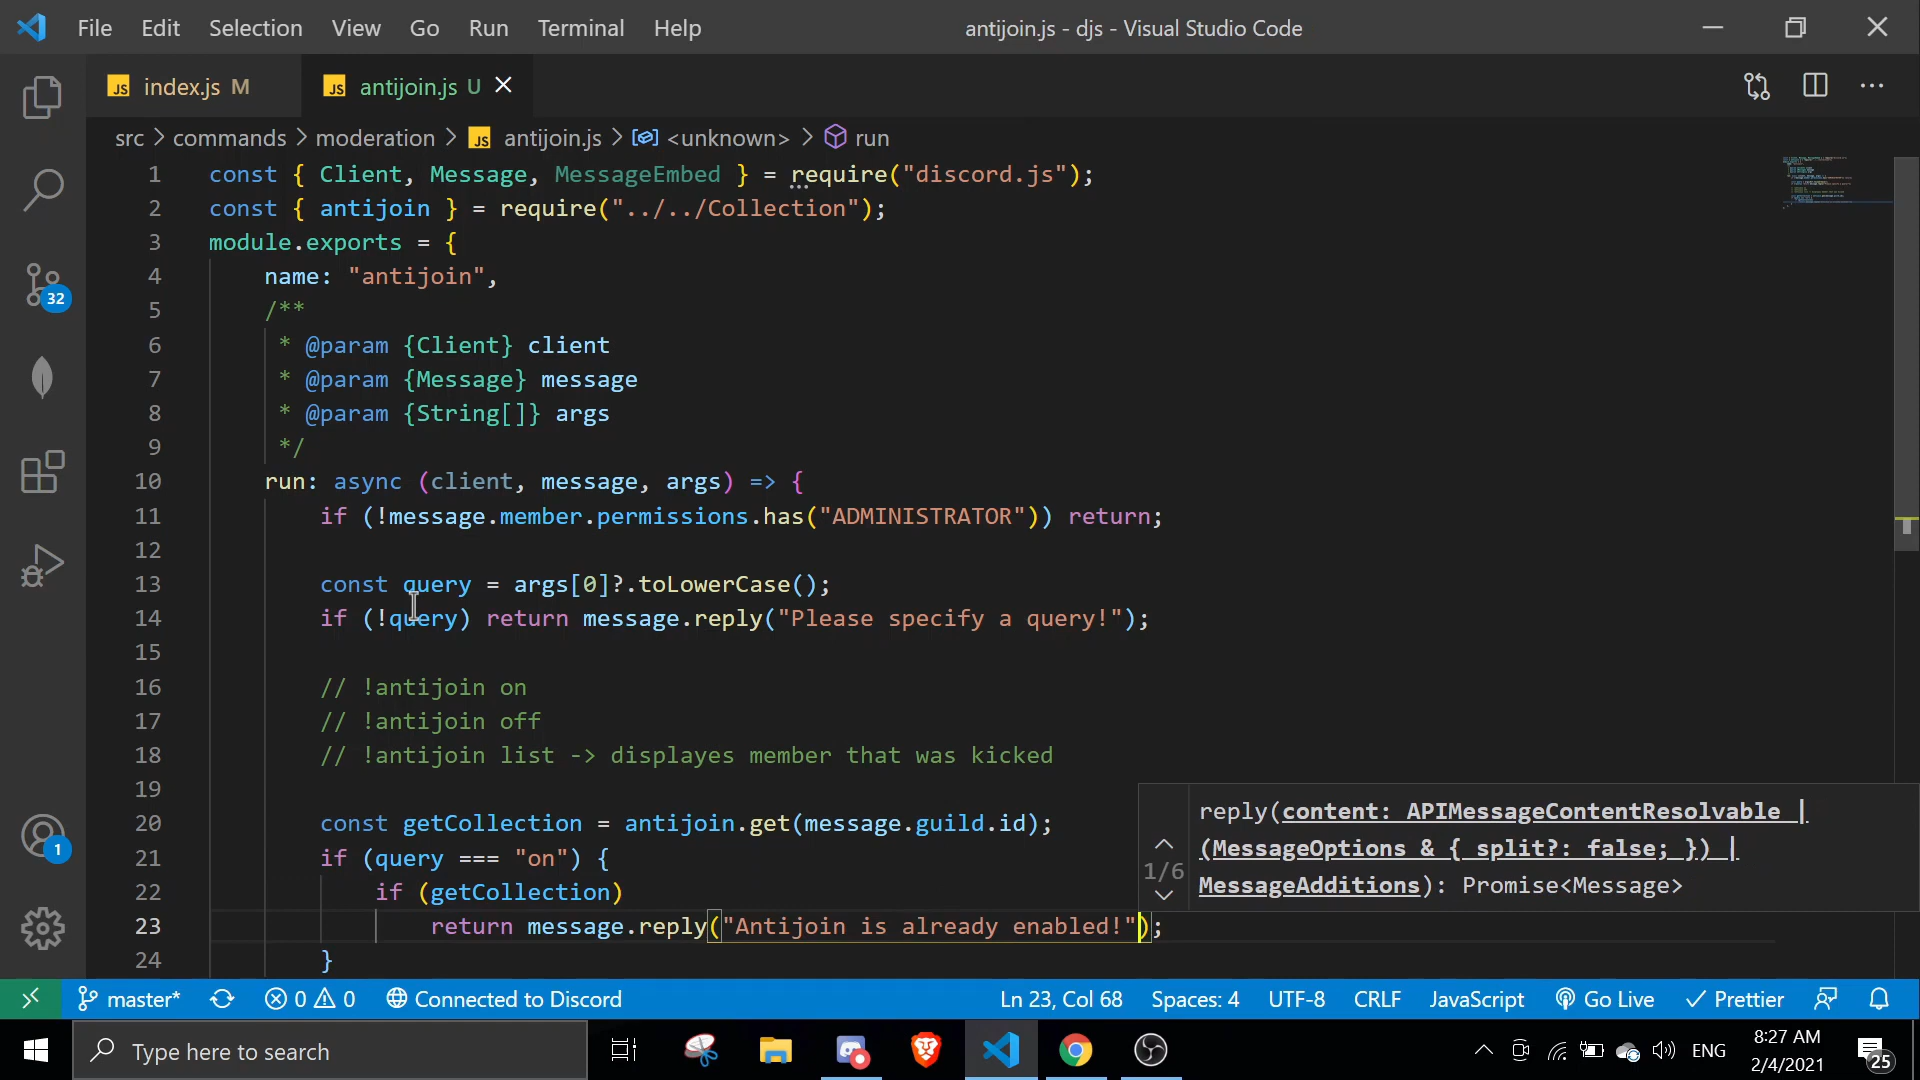 File Edit Selection View Go Run Terminal Help antijoin.js - djs - Visual Studio Code
JS index.js M JS antijoin.js U
src > commands > moderation > JS antijoin.js > <unknown> > run
1 const { Client, Message, MessageEmbed } = require("discord.js");
2 const { antijoin } = require("../../Collection");
3 module.exports = {
4 name: "antijoin",
5 /**
6 * @param {Client} client
7 * @param {Message} message
8 * @param {String[]} args
9 */
10 run: async (client, message, args) => {
11 if (!message.member.permissions.has("ADMINISTRATOR")) return;
12
13 const query = args[0]?.toLowerCase();
14 if (!query) return message.reply("Please specify a query!");
15
16 // !antijoin on
17 // !antijoin off
18 // !antijoin list -> displayes member that was kicked
19
20 const getCollection = antijoin.get(message.guild.id);
21 if (query === "on") {
22 if (getCollection)
23 return message.reply("Antijoin is already enabled!");
24 }
reply(content: APIMessageContentResolvable |
(MessageOptions & { split?: false; }) |
1/6
MessageAdditions): Promise<Message>
32
1
master* 0 0 Connected to Discord Ln 23, Col 68 Spaces: 4 UTF-8 CRLF JavaScript Go Live Prettier
Type here to search ENG 8:27 AM
2/4/2021 25